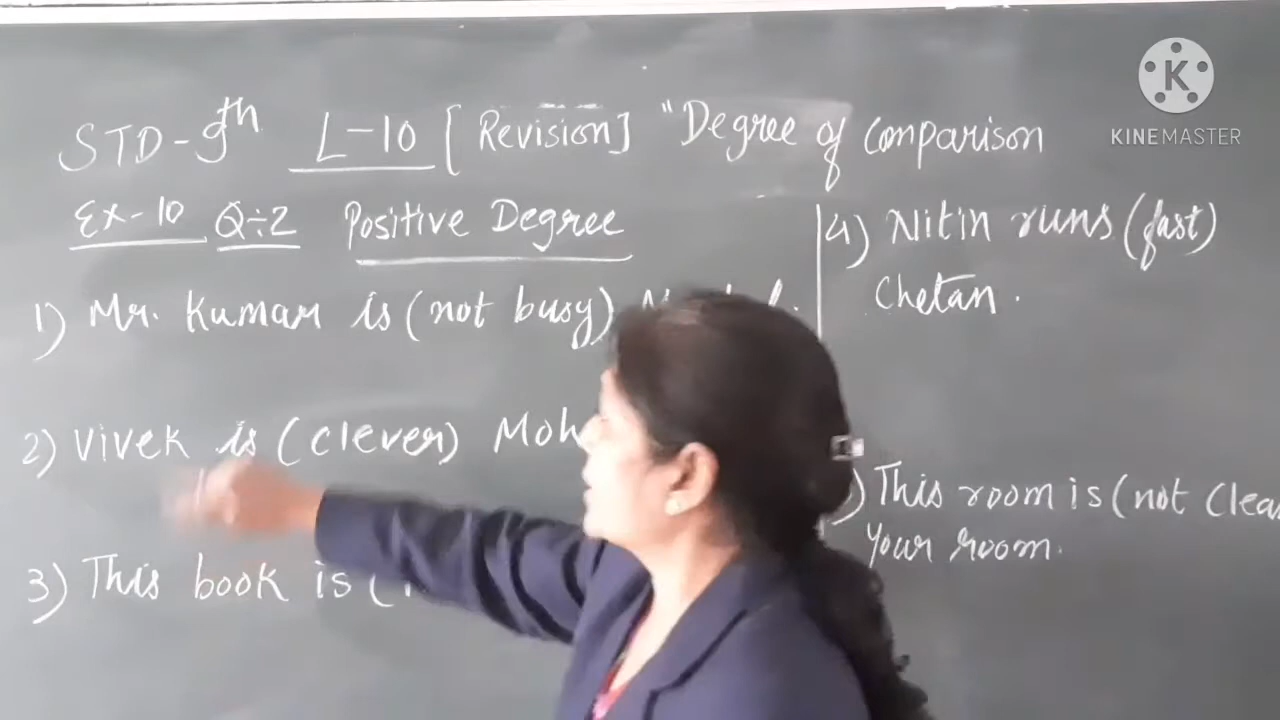 STD-9th L-10 [Revision] "Degree of Comparison
Ex-10 Q÷2 Positive Degree
1) Mr. Kumar is (not busy)
2) Vivek is (clever)
3) This book is (
4) Nitin runs (fast)
Chetan.
) This room is (not
your room.
K
KINEMASTER